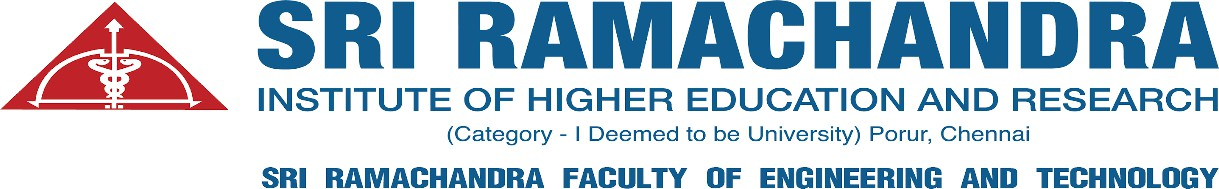 SRI RAMACHANDRA
INSTITUTE OF HIGHER EDUCATION AND RESEARCH
(Category - I Deemed to be University) Porur, Chennai
SRI RAMACHANDRA FACULTY OF ENGINEERING AND TECHNOLOGY